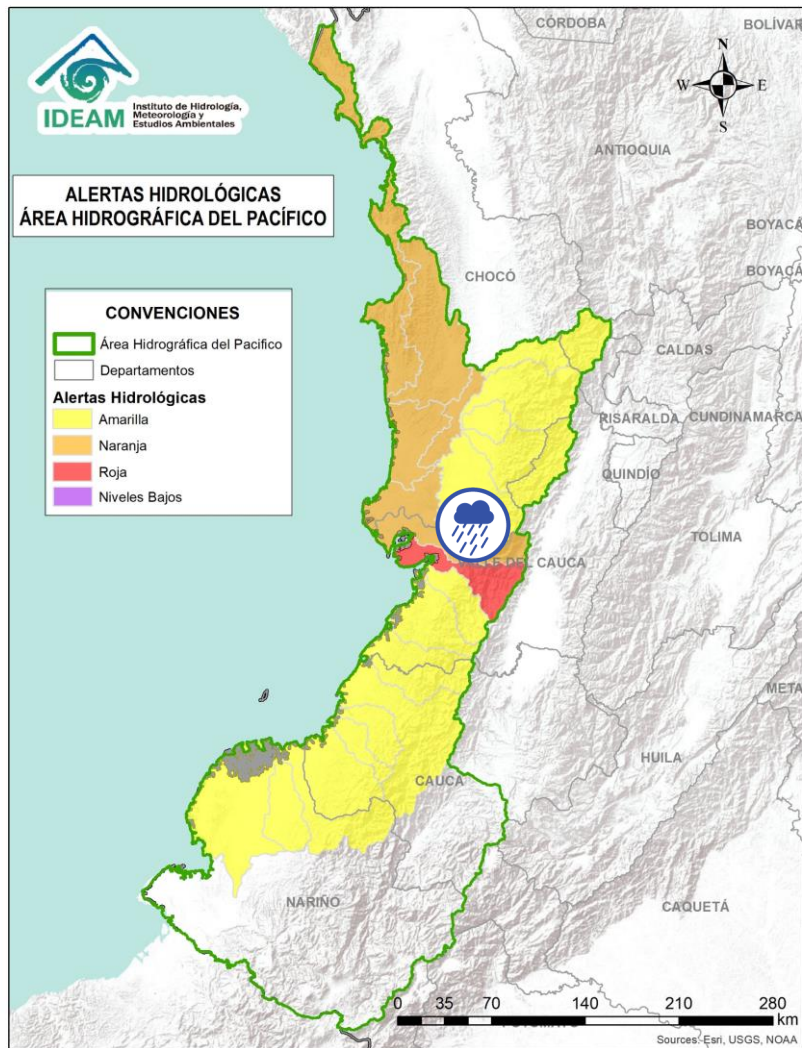 IDEAM
Instituto de Hidrología,
Meteorología y
Estudios Ambientales
ALERTAS HIDROLÓGICAS
ÁREA HIDROGRÁFICA DEL PACÍFICO
CONVENCIONES
Área Hidrográfica del Pacifico
Departamentos
Alertas Hidrológicas
Amarilla
Naranja
Roja
Niveles Bajos
N
W
E
S
CÓRDOBA
BOLÍVAR
ANTIOQUIA
BOYACÁ
BOYACÁ
CHOCÓ
CALDAS
RISARALDA
CUNDINAMARCA
QUINDÍO
TOLIMA
DEL CAUCA
META
HUILA
CAUCA
NARIÑO
CAQUETÁ
0 35 70 140 210 280
km
Sources: Esri, USGS, NOAA